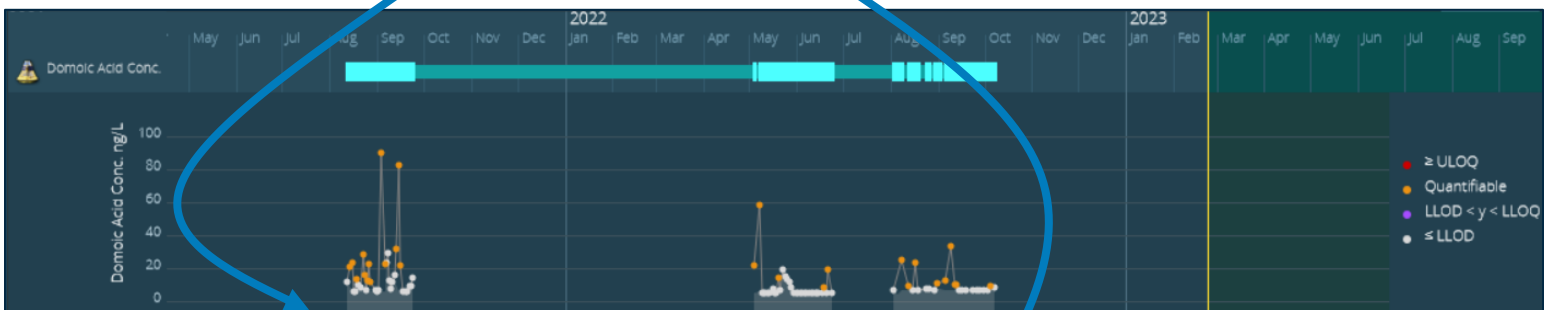 2022 2023
May Jun Jul Aug Sep Oct Nov Dec Jan Feb Mar Apr May Jun Jul Aug Sep Oct Nov Dec Jan Feb Mar Apr May Jun Jul Aug Sep
Domoic Acid Conc.
Domoic Acid Conc. ng/L
100
80
60
40
20
0
≥ ULOQ
Quantifiable
LLOD < y < LLOQ
≤ LLOD